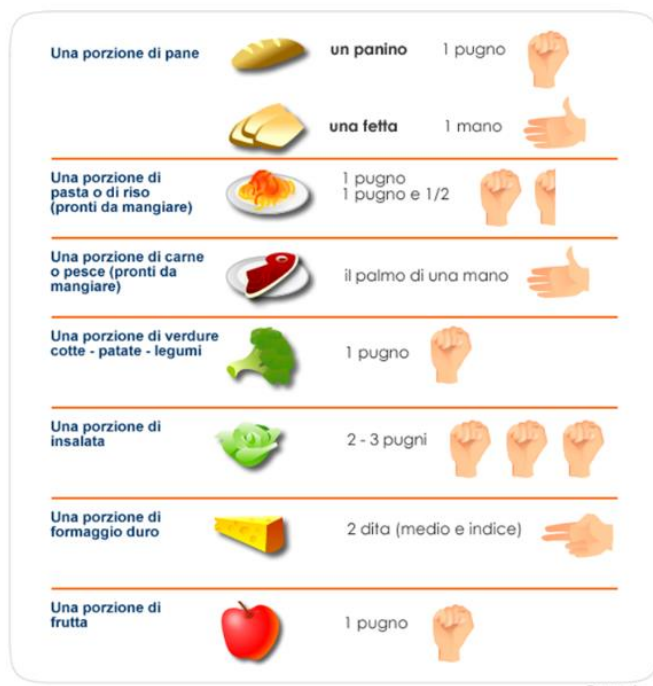 Una porzione di pane
un panino
1 pugno
una fetta
1 mano
Una porzione di
pasta o di riso
(pronti da mangiare)
1 pugno
1 pugno e 1/2
Una porzione di carne
o pesce (pronti da
mangiare)
il palmo di una mano
Una porzione di verdure
cotte - patate - legumi
1 pugno
Una porzione di
insalata
2 - 3 pugni
Una porzione di
formaggio duro
2 dita (medio e indice)
Una porzione di
frutta
1 pugno